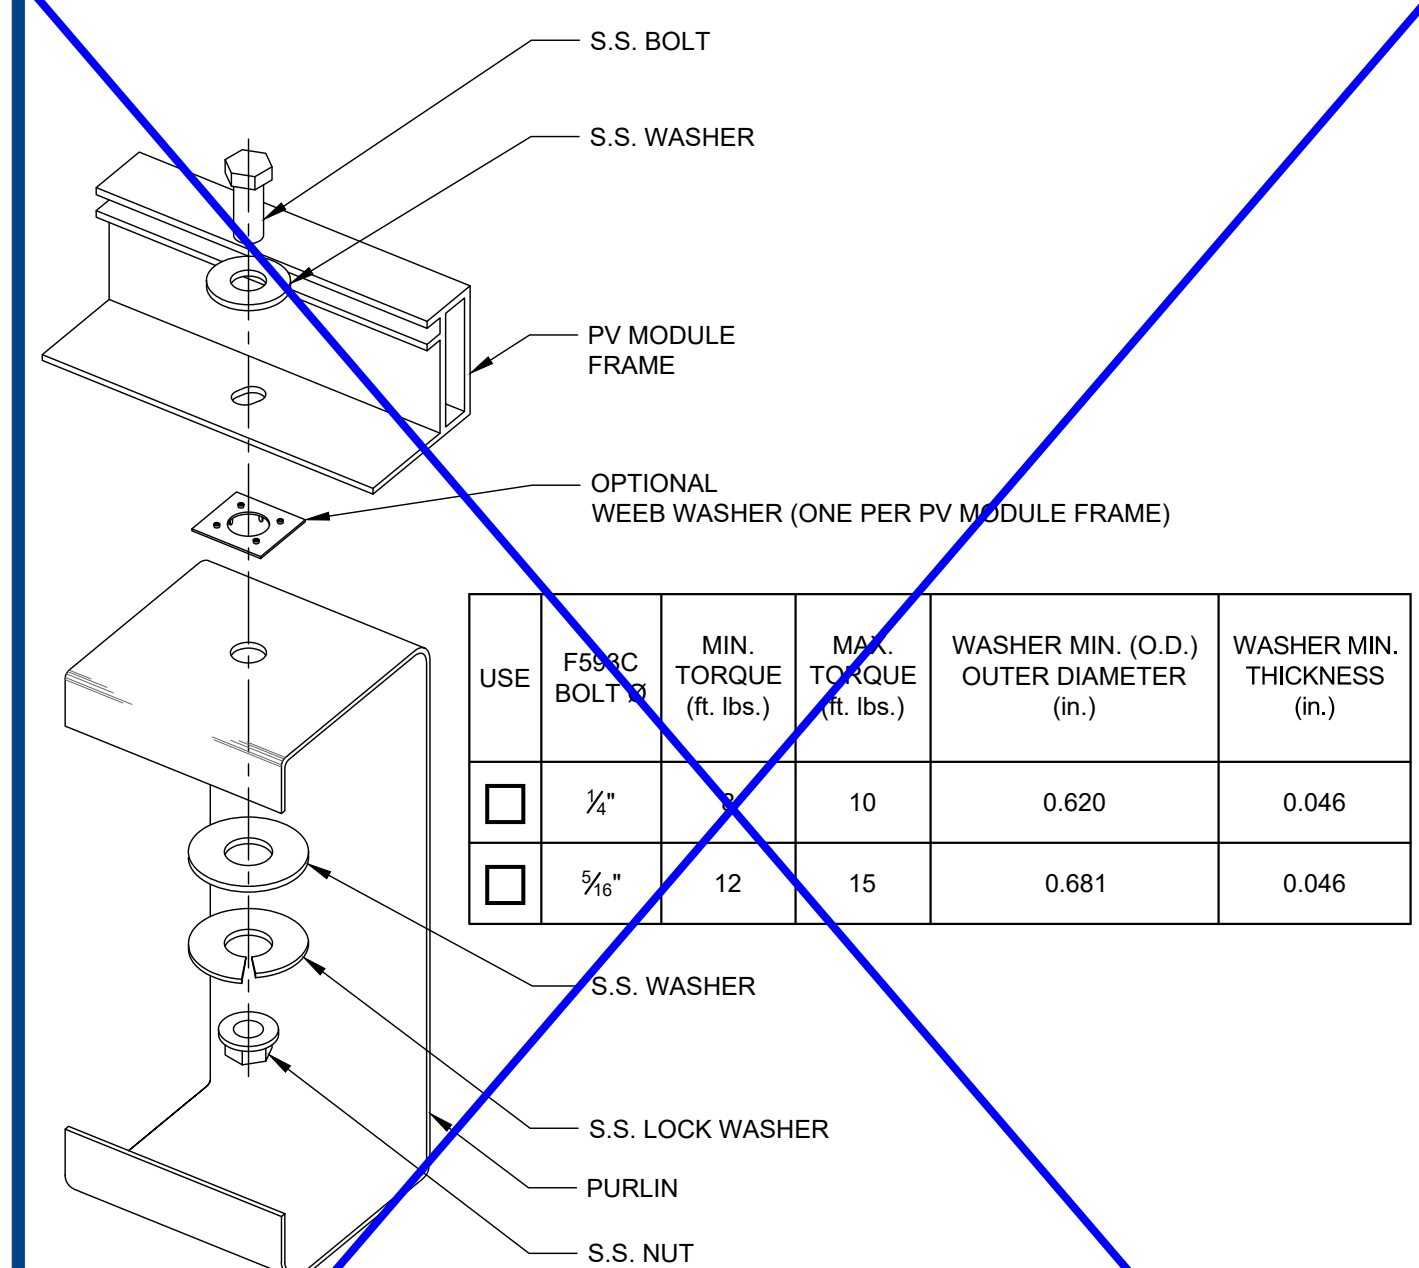 S.S. BOLT
S.S. WASHER
PV MODULE
FRAME
OPTIONAL
WEEB WASHER (ONE PER PV MODULE FRAME)
USE
F593C
BOLT Ø
MIN.
TORQUE
(ft. lbs.)
MAX.
TORQUE
(ft. lbs.)
WASHER MIN. (O.D.)
OUTER DIAMETER
(in.)
WASHER MIN.
THICKNESS
(in.)
1/4" 8 10 0.620 0.046
5/16" 12 15 0.681 0.046
S.S. WASHER
S.S. LOCK WASHER
PURLIN
S.S. NUT